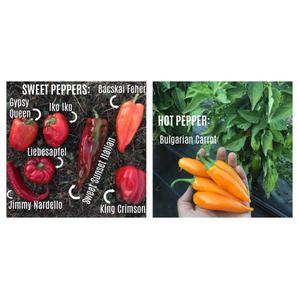 SWEET PEPPERS:
Bacskai Feher
Gypsy
Queen
Iko Iko
Liebesapfel
Sweet Sunset Italian
Jimmy Nardello
King Crimson
HOT PEPPER:
Bulgarian Carrot